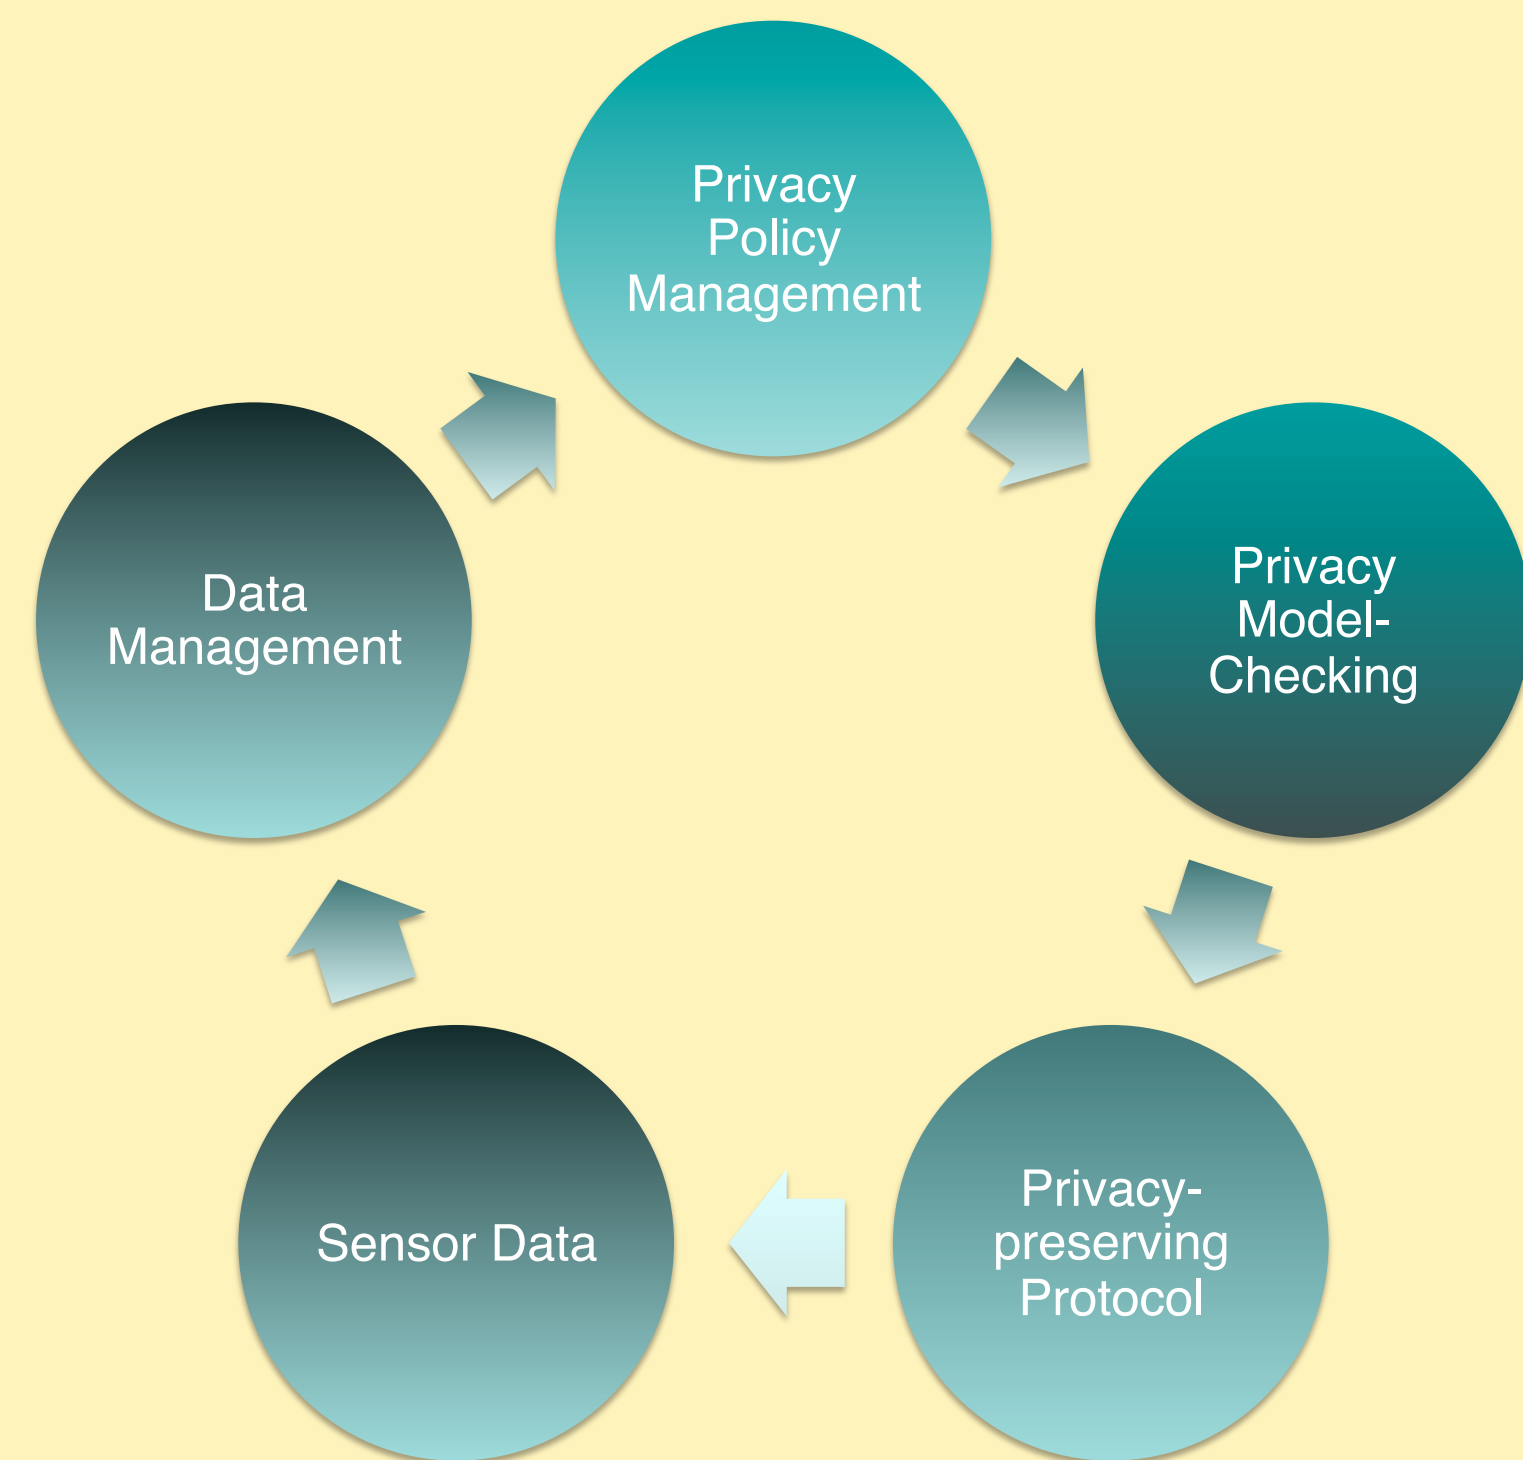 Privacy
Policy
Management
Privacy
Model-
Checking
Privacy-
preserving
Protocol
Sensor Data
Data
Management